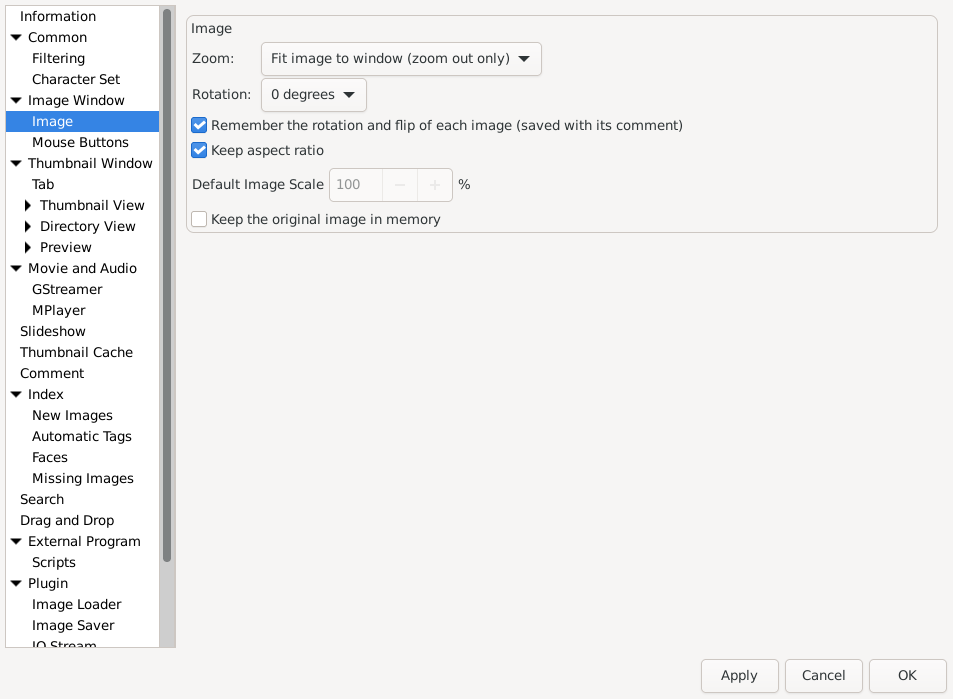 Information
Common
Filtering
Character Set
Image Window
Image
Mouse Buttons
Thumbnail Window
Tab
Thumbnail View
Directory View
Preview
Movie and Audio
GStreamer
MPlayer
Slideshow
Thumbnail Cache
Comment
Index
New Images
Automatic Tags
Faces
Missing Images
Search
Drag and Drop
External Program
Scripts
Plugin
Image Loader
Image Saver
IO Stream
Image
Zoom: Fit image to window (zoom out only)
Rotation: 0 degrees
Remember the rotation and flip of each image (saved with its comment)
Keep aspect ratio
Default Image Scale 100 − + %
Keep the original image in memory
Apply Cancel OK